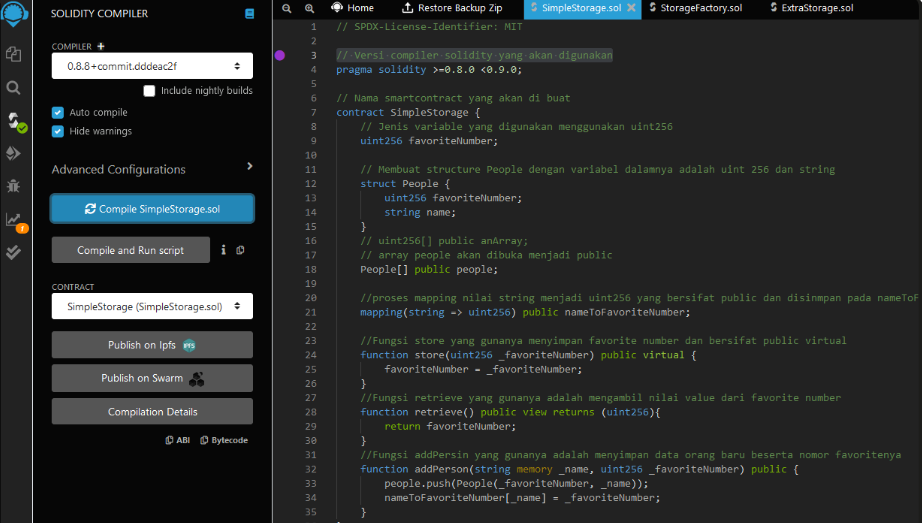 SOLIDITY COMPILER
COMPILER +
0.8.8+commit.dddeac2f
Include nightly builds
Auto compile
Hide warnings
Advanced Configurations
Compile SimpleStorage.sol
Compile and Run script
CONTRACT
SimpleStorage (SimpleStorage.sol)
Publish on Ipfs
Publish on Swarm
Compilation Details
ABI Bytecode
Home Restore Backup Zip SimpleStorage.sol StorageFactory.sol ExtraStorage.sol
1 // SPDX-License-Identifier: MIT
2
3 // Versi compiler solidity yang akan digunakan
4 pragma solidity >=0.8.0 <0.9.0;
5
6 // Nama smartcontract yang akan di buat
7 contract SimpleStorage {
8 // Jenis variable yang digunakan menggunakan uint256
9 uint256 favoriteNumber;
10
11 // Membuat structure People dengan variabel dalamnya adalah uint 256 dan string
12 struct People {
13 uint256 favoriteNumber;
14 string name;
15 }
16 // uint256[] public anArray;
17 // array people akan dibuka menjadi public
18 People[] public people;
19
20 //proses mapping nilai string menjadi uint256 yang bersifat public dan disinmpan pada nameToF
21 mapping(string => uint256) public nameToFavoriteNumber;
22
23 //Fungsi store yang gunanya menyimpan favorite number dan bersifat public virtual
24 function store(uint256 _favoriteNumber) public virtual {
25 favoriteNumber = _favoriteNumber;
26 }
27 //Fungsi retrieve yang gunanya adalah mengambil nilai value dari favorite number
28 function retrieve() public view returns (uint256){
29 return favoriteNumber;
30 }
31 //Fungsi addPersin yang gunanya adalah menyimpan data orang baru beserta nomor favoritenya
32 function addPerson(string memory _name, uint256 _favoriteNumber) public {
33 people.push(People(_favoriteNumber, _name));
34 nameToFavoriteNumber[_name] = _favoriteNumber;
35 }